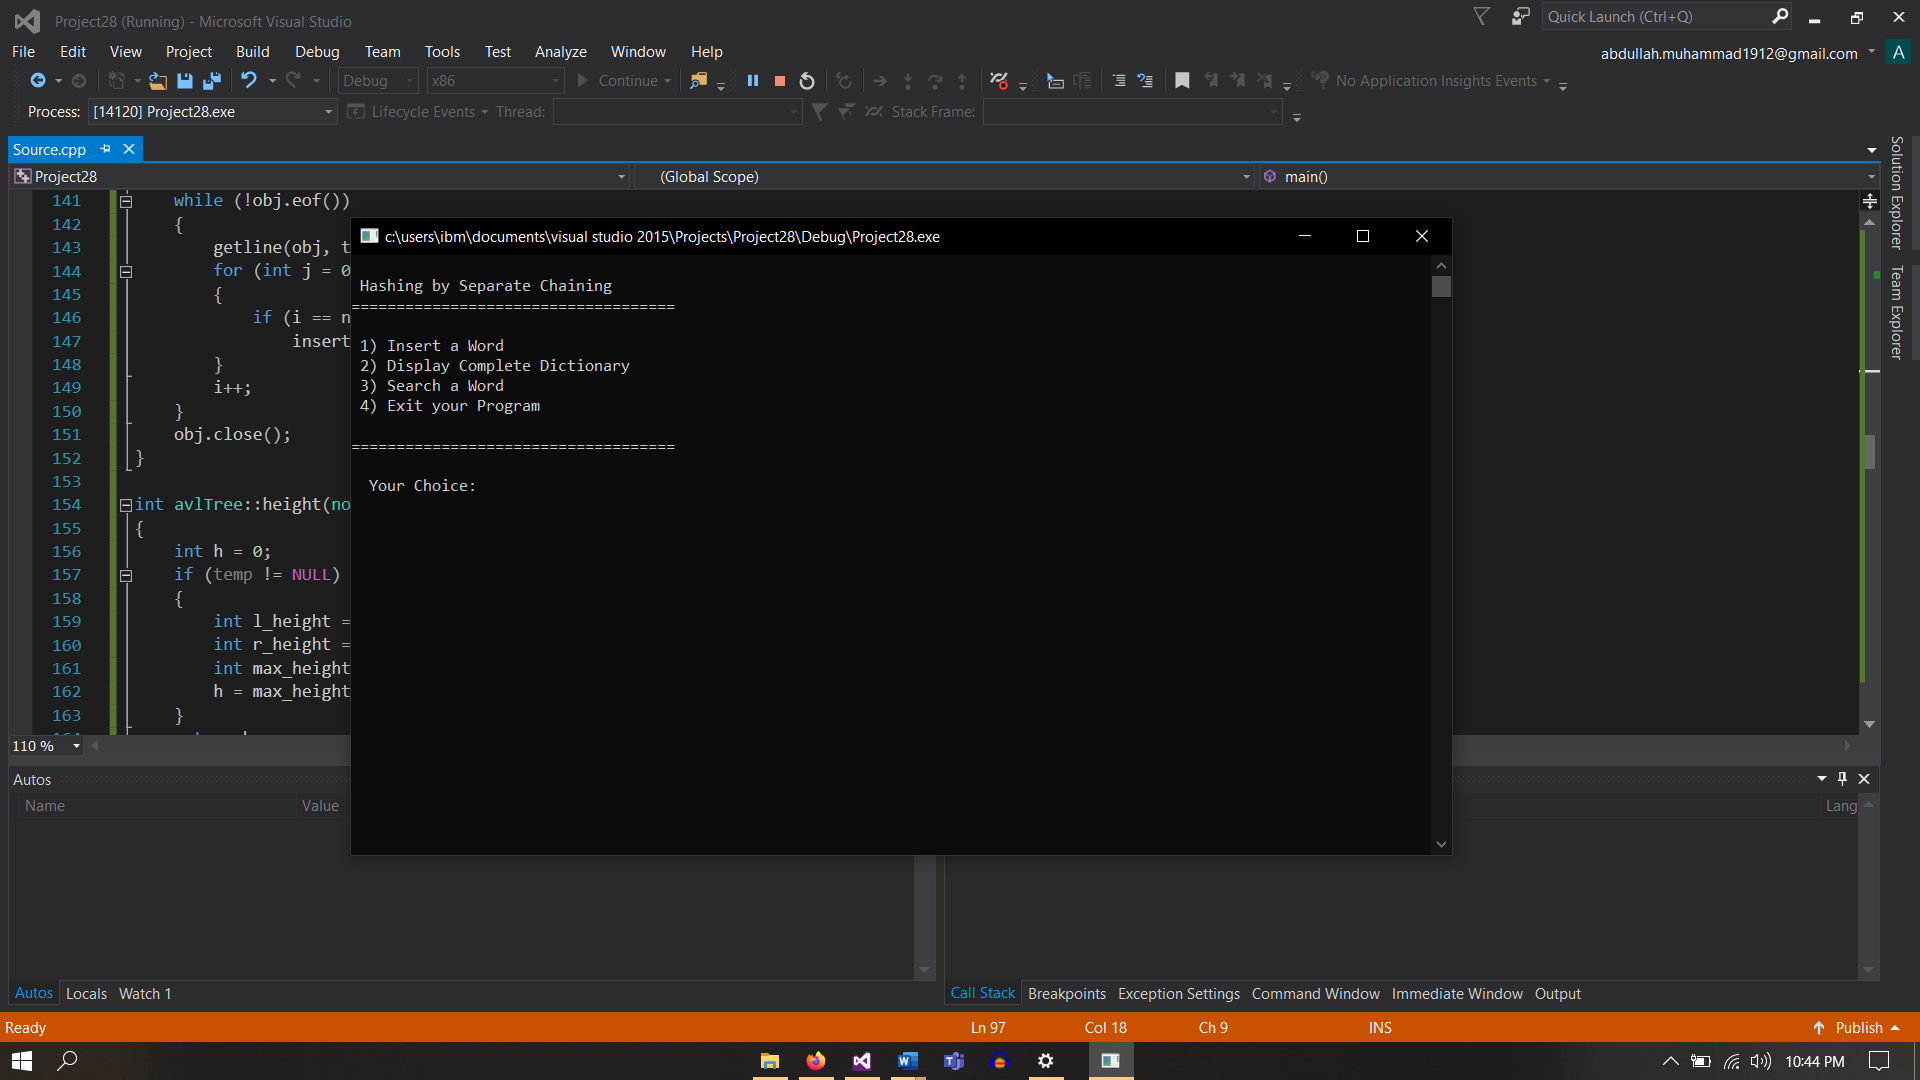 Project28 (Running) - Microsoft Visual Studio
Quick Launch (Ctrl+Q)
File Edit View Project Build Debug Team Tools Test Analyze Window Help
abdullah.muhammad1912@gmail.com A
Debug x86 Continue No Application Insights Events
Process: [14120] Project28.exe Lifecycle Events Thread: Stack Frame:
Source.cpp
Project28 (Global Scope) main()
Solution Explorer
Team Explorer
141 while (!obj.eof())
142 {
143 getline(obj, t
144 for (int j = 0
145 {
146 if (i == n
147 insert
148 }
149 i++;
150 }
151 obj.close();
152 }
153
154 int avlTree::height(no
155 {
156 int h = 0;
157 if (temp != NULL)
158 {
159 int l_height =
160 int r_height =
161 int max_height
162 h = max_height
163 }
c:\users\ibm\documents\visual studio 2015\Projects\Project28\Debug\Project28.exe
Hashing by Separate Chaining
====================================
1) Insert a Word
2) Display Complete Dictionary
3) Search a Word
4) Exit your Program
====================================
Your Choice:
110 %
Autos
Name Value
Lang
Autos Locals Watch 1
Call Stack Breakpoints Exception Settings Command Window Immediate Window Output
Ready Ln 97 Col 18 Ch 9 INS Publish
10:44 PM